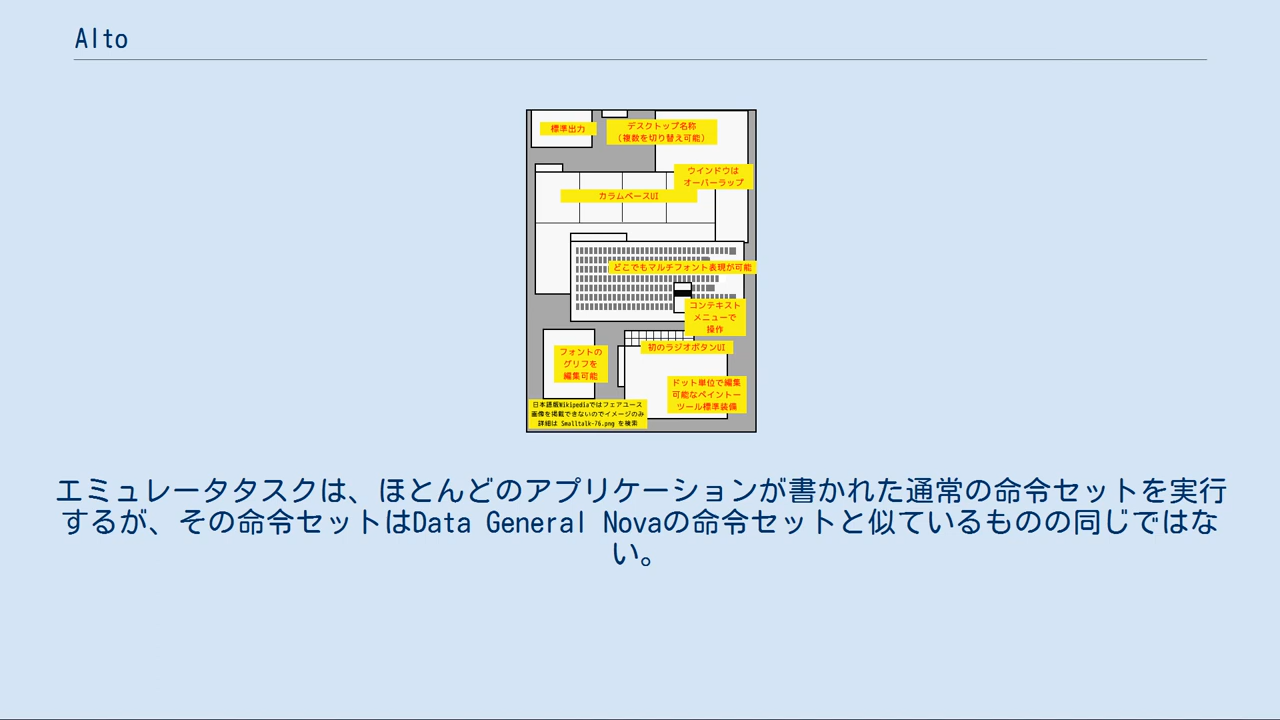 Alto
標準出力
デスクトップ名称
（複数を切り替え可能）
ウインドウは
オーバーラップ
カラムベースUI
どこでもマルチフォント表現が可能
コンテキスト
メニューで
操作
初のラジオボタンUI
フォントの
グリフを
編集可能
ドット単位で編集
可能なペイントー
ツール標準装備
日本語版Wikipediaではフェアユース
画像を掲載できないのでイメージのみ
詳細は Smalltalk-76.png を検索
エミュレータタスクは、ほとんどのアプリケーションが書かれた通常の命令セットを実行
するが、その命令セットはData General Novaの命令セットと似ているものの同じではな
い。